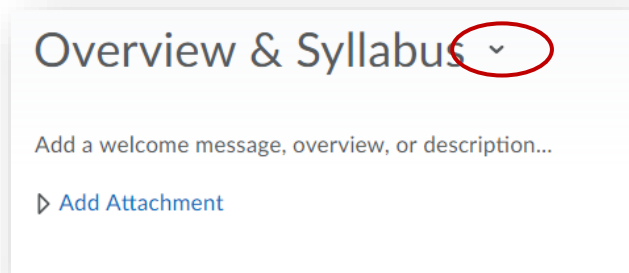 Overview & Syllabus
Add a welcome message, overview, or description...
Add Attachment